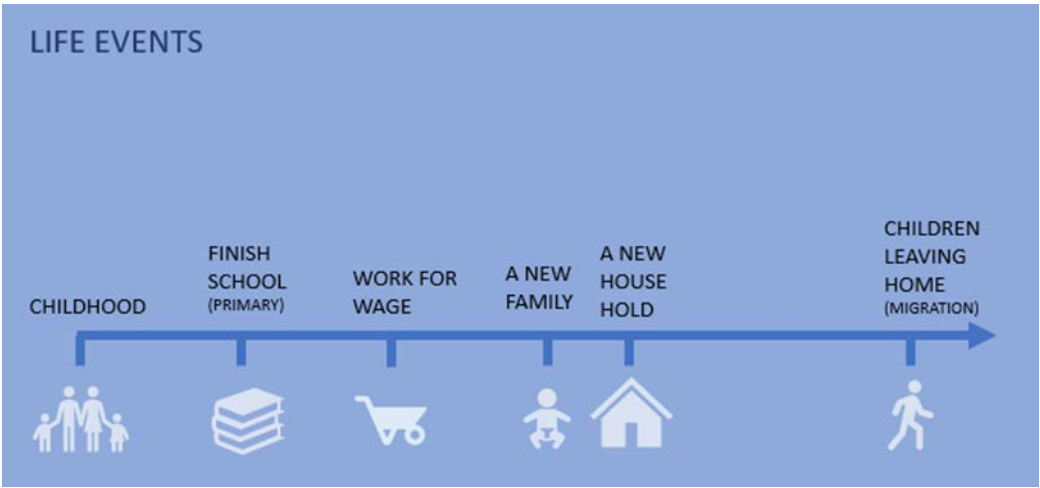 LIFE EVENTS
CHILDHOOD
FINISH
SCHOOL
(PRIMARY)
WORK FOR
WAGE
A NEW
FAMILY
A NEW
HOUSE
HOLD
CHILDREN
LEAVING
HOME
(MIGRATION)